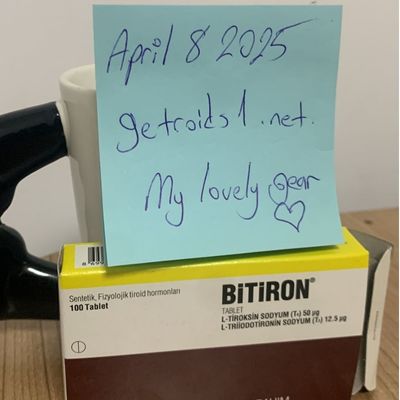 April 8 2025
getroids1.net.
My lovely gear
Sentetik, Fizyolojik tiroid hormonları
100 Tablet
BiTiRON®
TABLET
L-TİROKSİN SODYUM (T₄) 50 µg
L-TRİİODOTİRONİN SODYUM (T₃) 12.5 µg